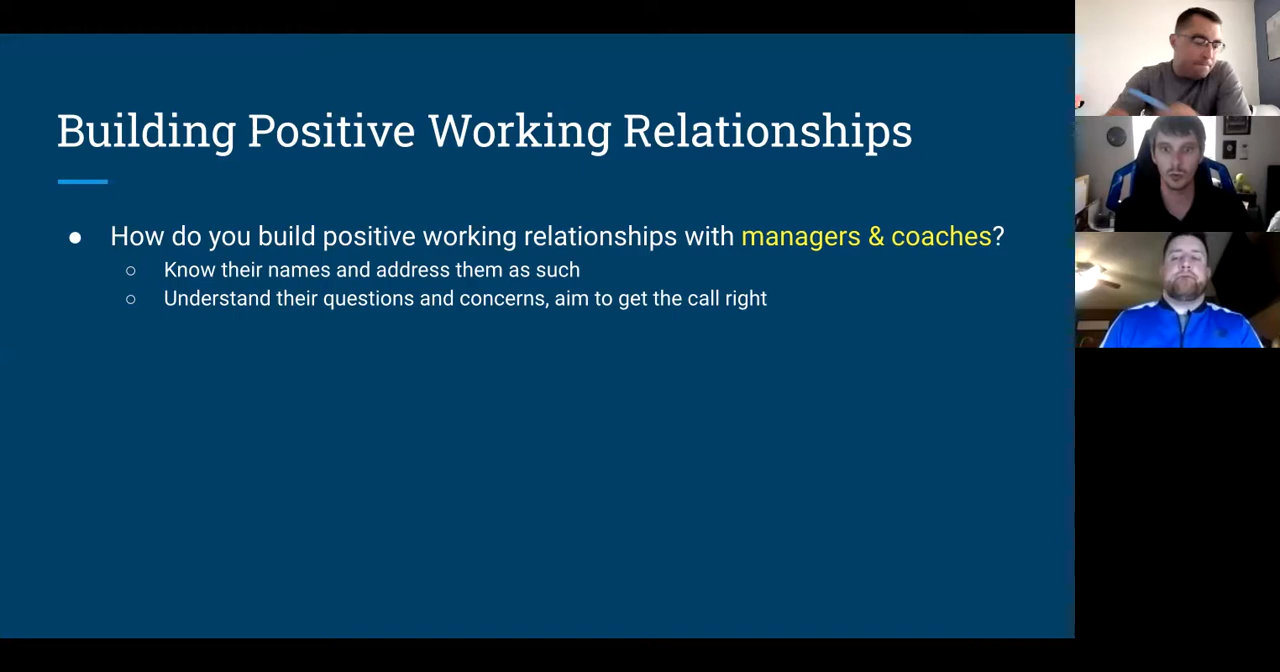 Building Positive Working Relationships
● How do you build positive working relationships with managers & coaches?
○ Know their names and address them as such
○ Understand their questions and concerns, aim to get the call right